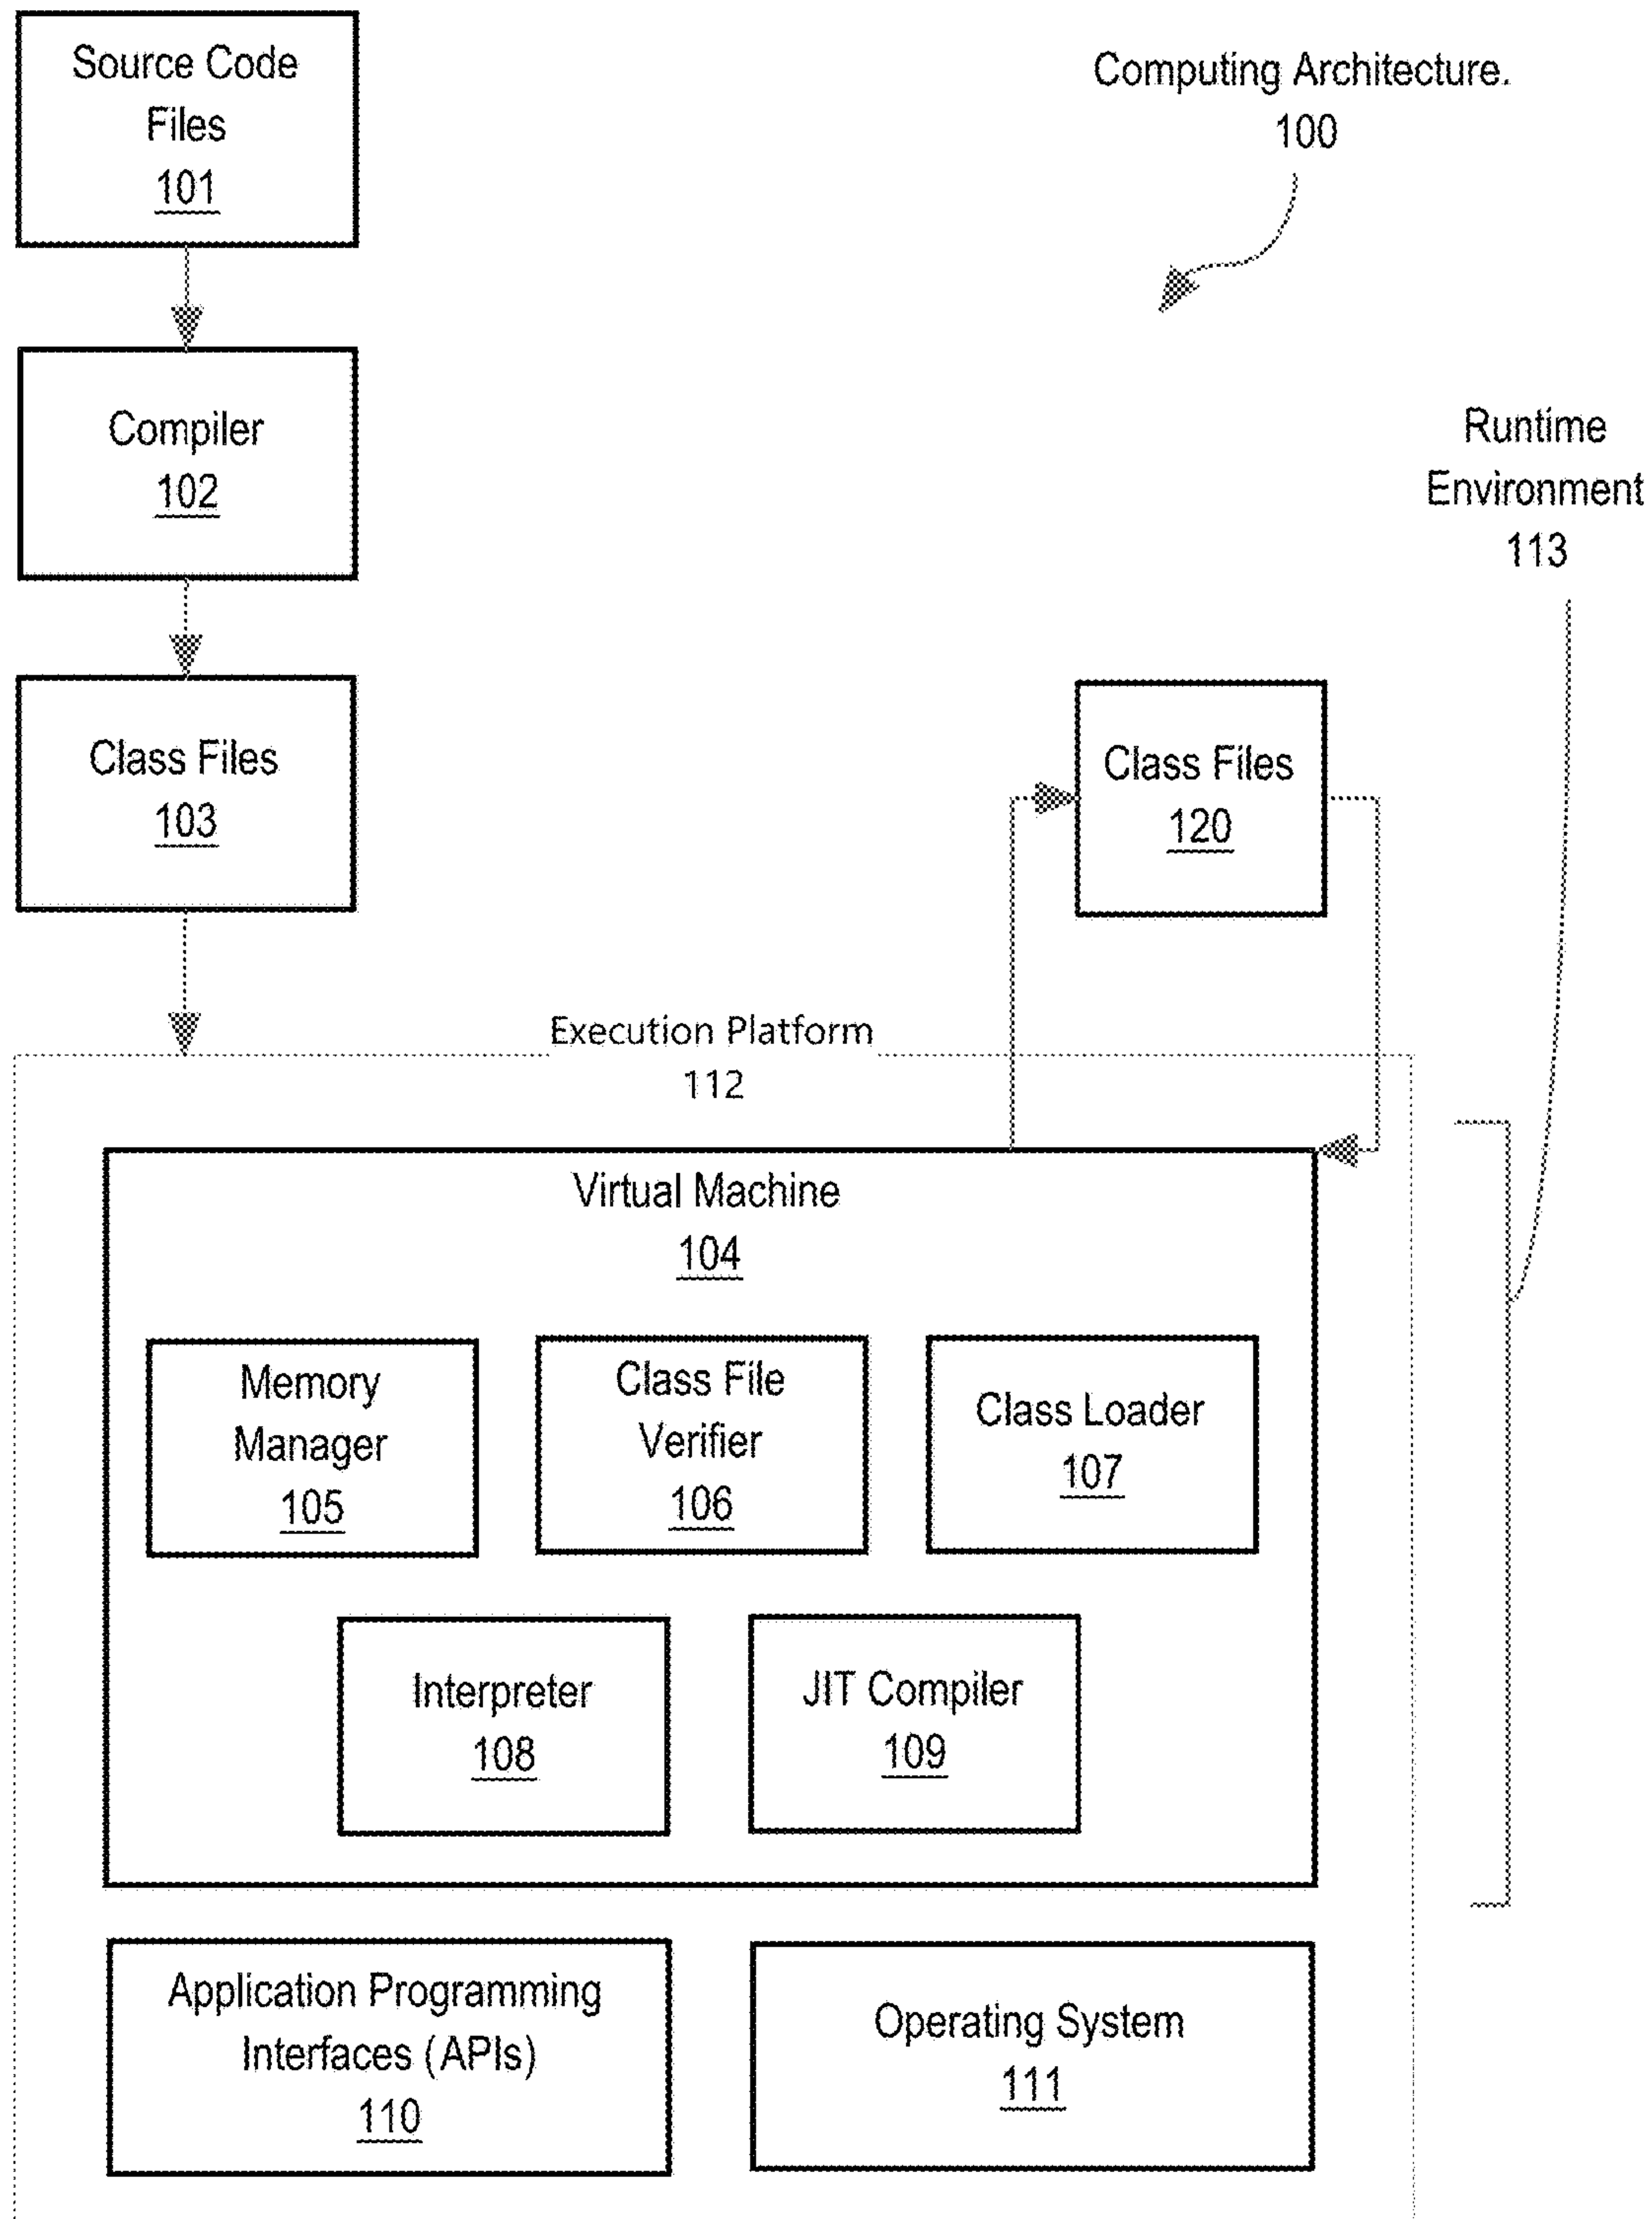 Source Code
Files
101
Computing Architecture.
100
Compiler
102
Runtime
Environment
113
Class Files
103
Class Files
120
Execution Platform
112
Virtual Machine
104
Memory
Manager
105
Class File
Verifier
106
Class Loader
107
Interpreter
108
JIT Compiler
109
Application Programming
Interfaces (APIs)
110
Operating System
111